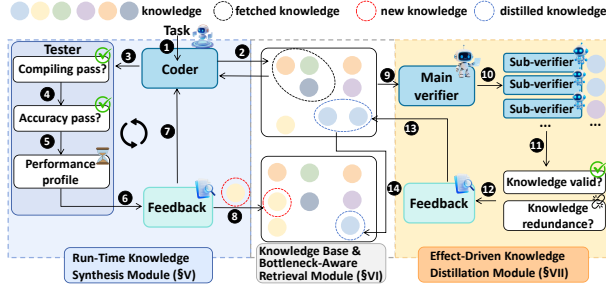 knowledge
fetched knowledge
new knowledge
distilled knowledge
Task
Tester
Compiling pass?
Accuracy pass?
Performance
profile
Coder
Feedback
1
2
3
4
5
6
7
8
9
10
11
12
13
14
Main
verifier
Sub-verifier
Sub-verifier
Sub-verifier
...
...
Knowledge valid?
Knowledge
redundance?
Feedback
Run-Time Knowledge
Synthesis Module (§V)
Knowledge Base &
Bottleneck-Aware
Retrieval Module (§VI)
Effect-Driven Knowledge
Distillation Module (§VII)